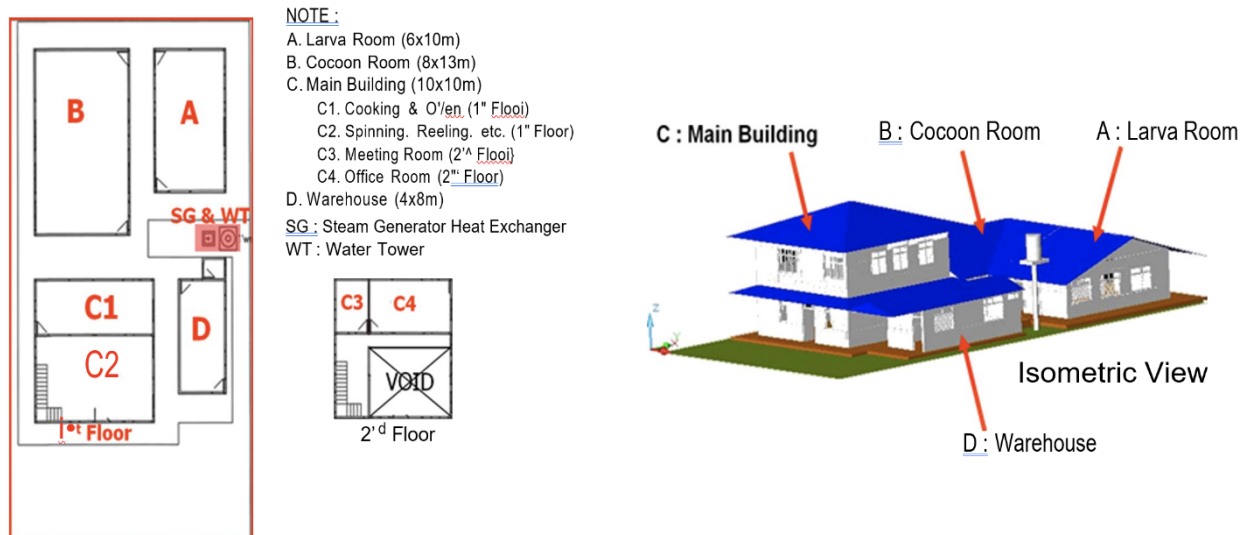 B
A
SG & WT
C1
C2
D
1•t Floor
NOTE :
A. Larva Room (6x10m)
B. Cocoon Room (8x13m)
C. Main Building (10x10m)
C1. Cooking & O'/en (1" Flooi)
C2. Spinning. Reeling. etc. (1" Floor)
C3. Meeting Room (2'^ Flooi}
C4. Office Room (2"' Floor)
D. Warehouse (4x8m)
SG : Steam Generator Heat Exchanger
WT : Water Tower
C3
C4
VOID
2'd Floor
C : Main Building
B : Cocoon Room
A : Larva Room
Z
Isometric View
D : Warehouse